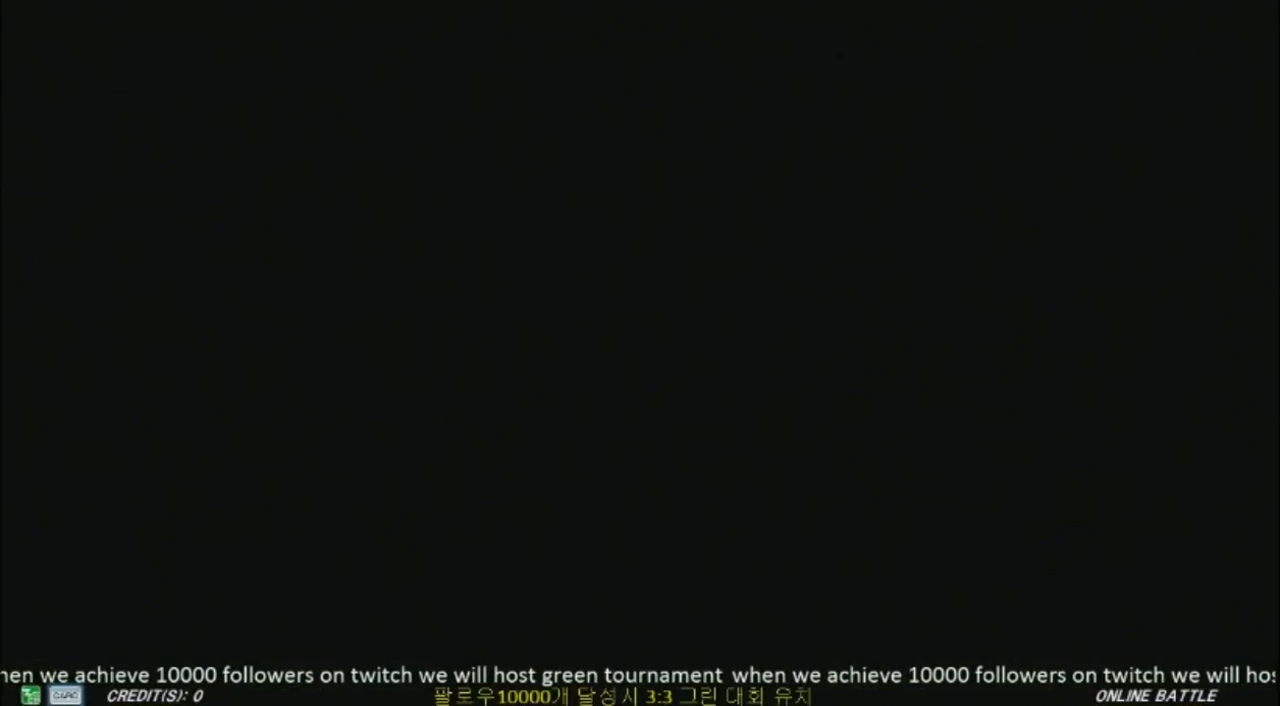 hen we achieve 10000 followers on twitch we will host green tournament when we achieve 10000 followers on twitch we will hos
CARD CREDIT(S): 0 팔로우10000개 달성시 3:3 그린 대회 유치 ONLINE BATTLE